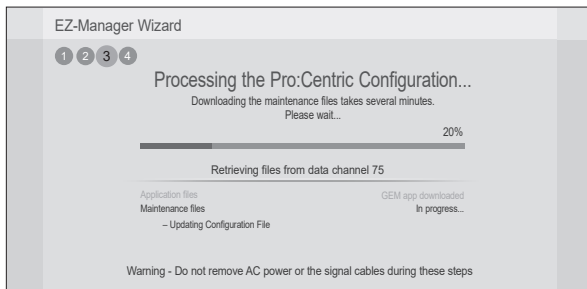 EZ-Manager Wizard
1 2 3 4
Processing the Pro:Centric Configuration...
Downloading the maintenance files takes several minutes.
Please wait...
20%
Retrieving files from data channel 75
Application files GEM app downloaded
Maintenance files In progress...
– Updating Configuration File
Warning - Do not remove AC power or the signal cables during these steps